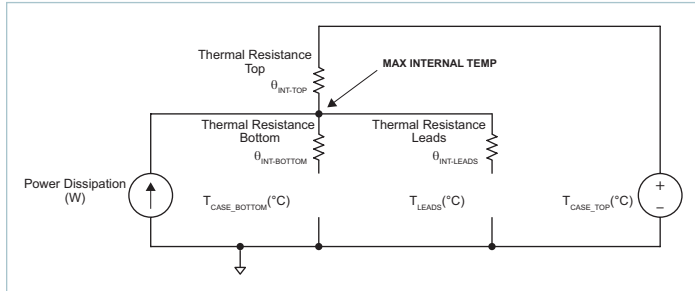 Thermal Resistance
Top
θINT-TOP
MAX INTERNAL TEMP
Thermal Resistance
Bottom
θINT-BOTTOM
Thermal Resistance
Leads
θINT-LEADS
Power Dissipation
(W)
TCASE_BOTTOM(°C)
TLEADS(°C)
TCASE_TOP(°C)
+
–